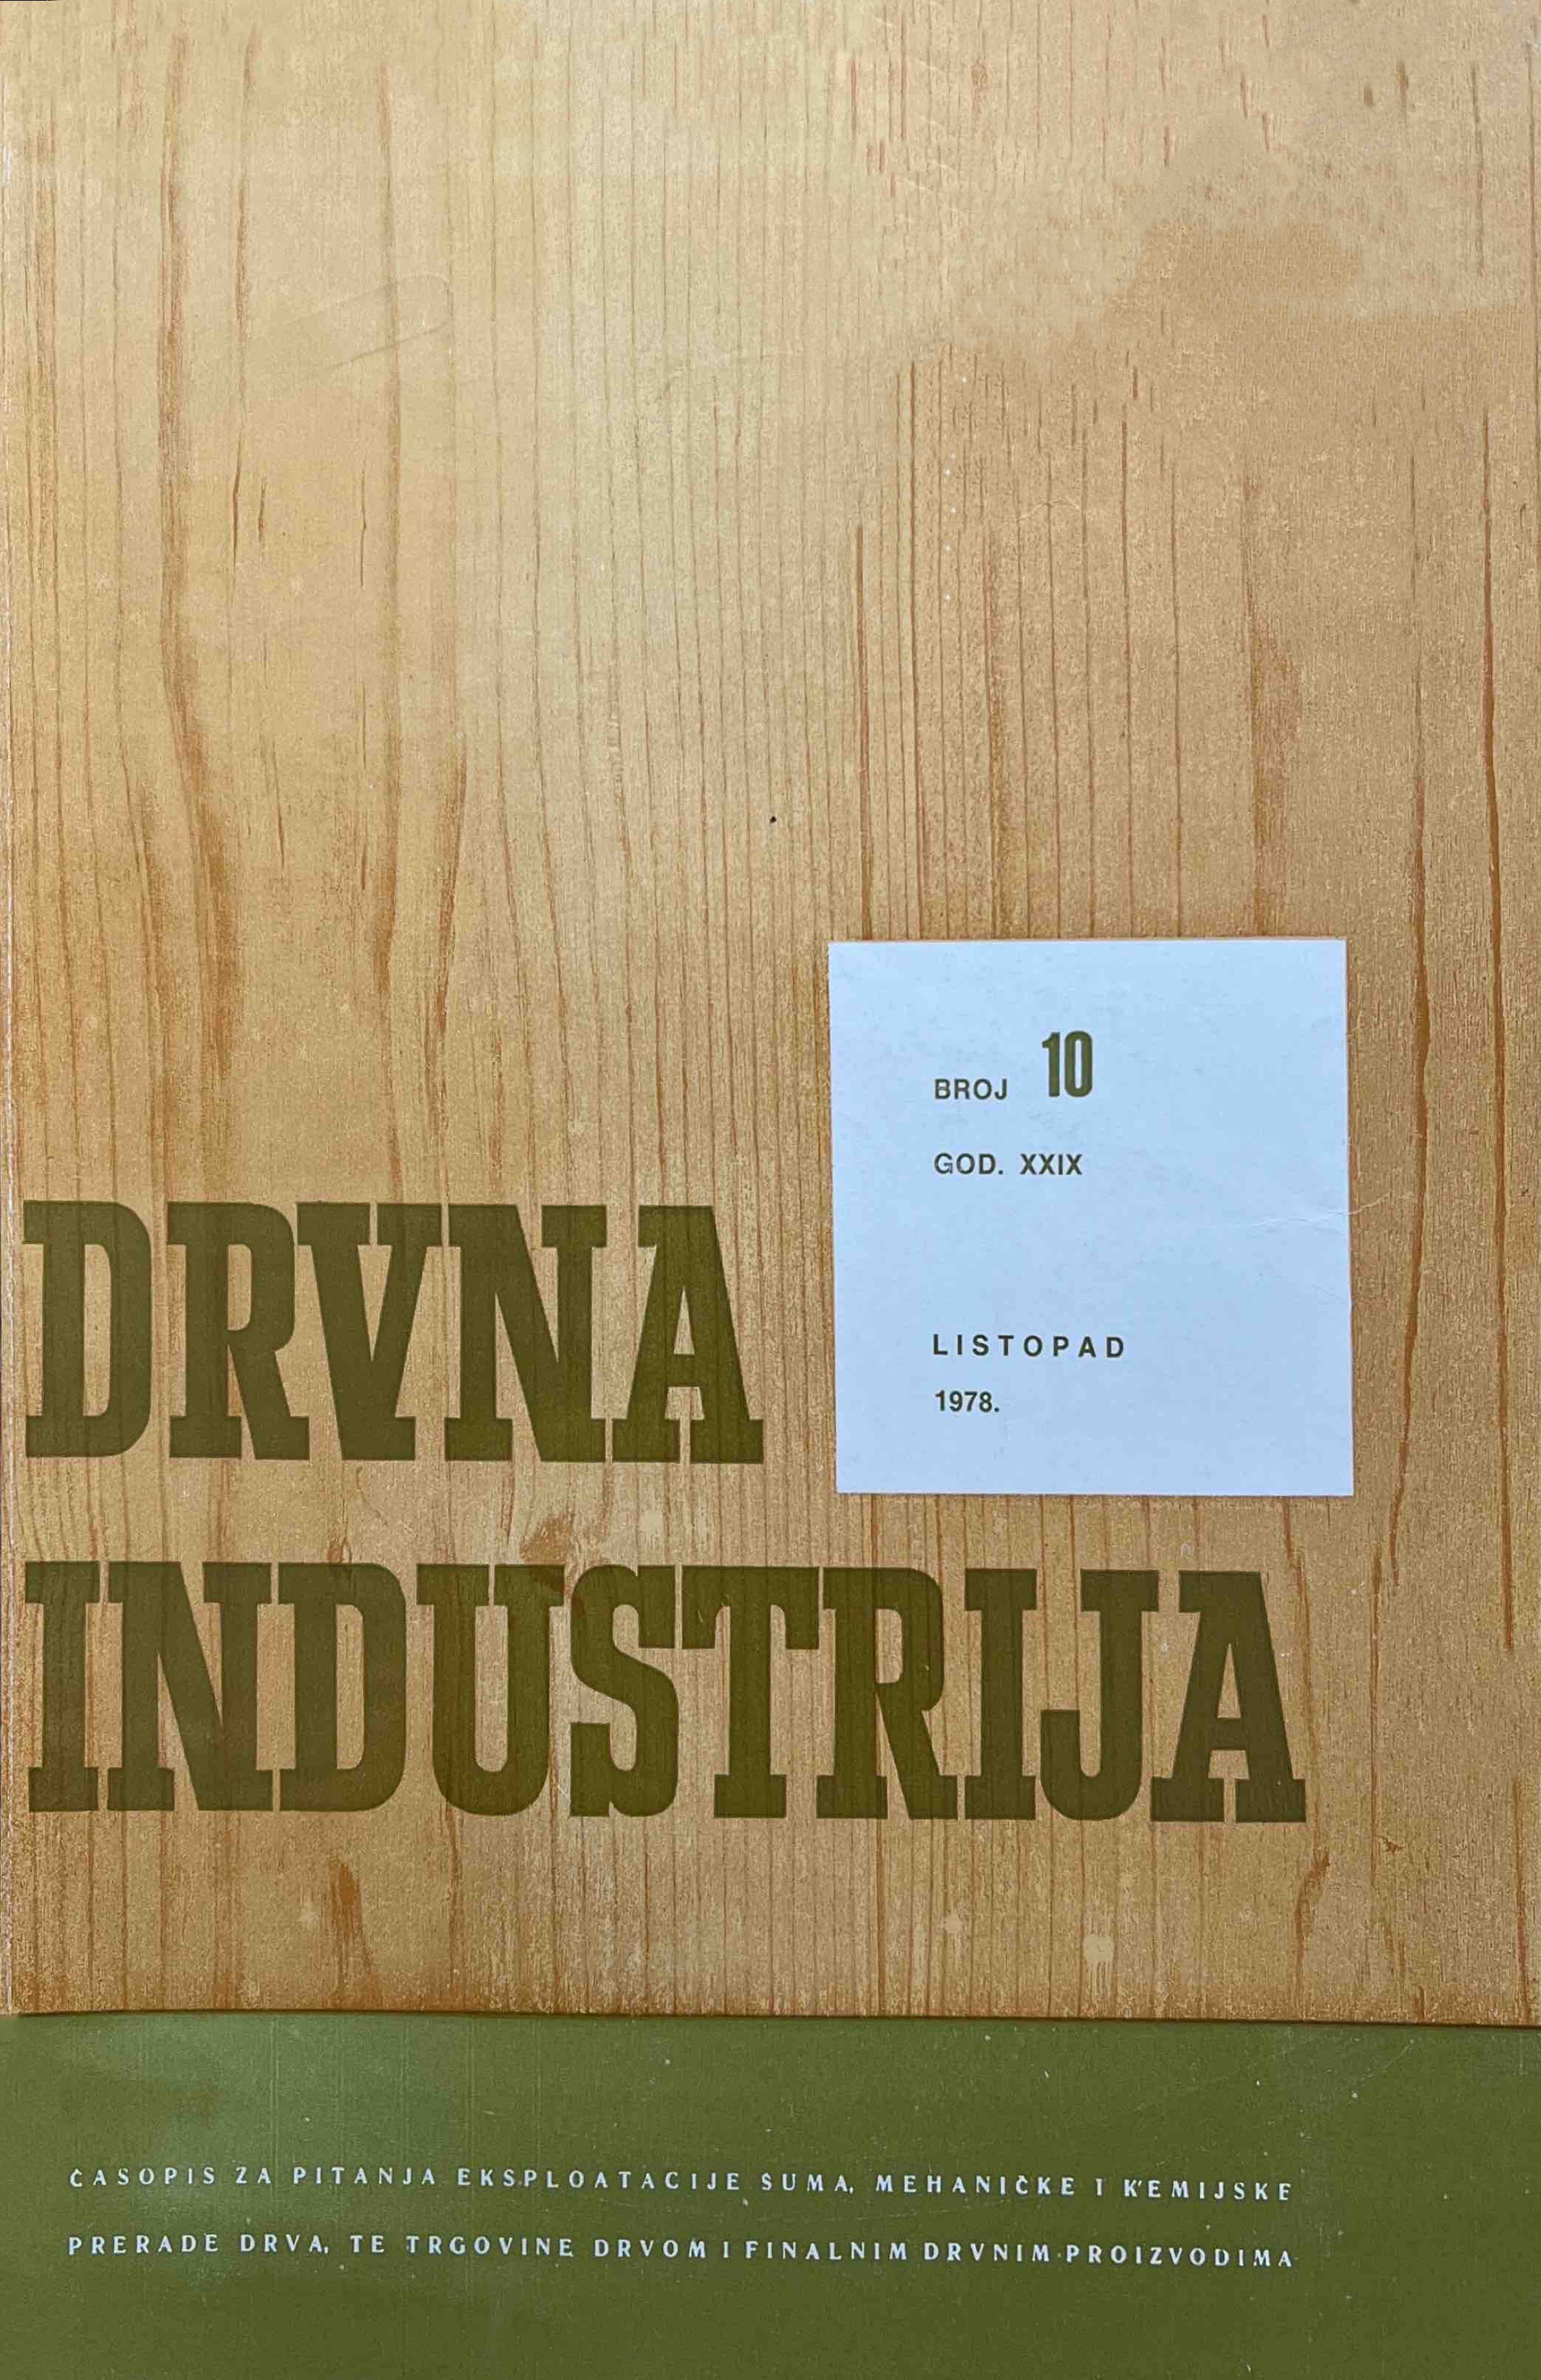 BROJ 10
GOD. XXIX
LISTOPAD
1978.
DRVNA
INDUSTRIJA
ČASOPIS ZA PITANJA EKSPLOATACIJE ŠUMA, MEHANIČKE I KEMIJSKE
PRERADE DRVA, TE TRGOVINE DRVOM I FINALNIM DRVNIM PROIZVODIMA